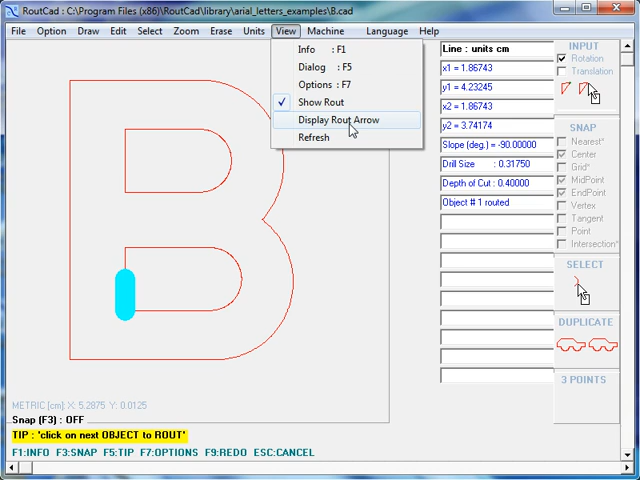 RoutCad : C:\Program Files (x86)\RoutCad\library\arial_letters_examples\B.cad
File Option Draw Edit Select Zoom Erase Units View Machine Language Help
Info : F1
Dialog : F5
Options : F7
Show Rout
Display Rout Arrow
Refresh
Line : units cm
x1 = 1.86743
y1 = 4.23245
x2 = 1.86743
y2 = 3.74174
Slope (deg.) = -90.00000
Drill Size : 0.31750
Depth of Cut : 0.40000
Object # 1 routed
INPUT
Rotation
Translation
SNAP
Nearest*
Center
Grid*
MidPoint
EndPoint
Vertex
Tangent
Point
Intersection*
SELECT
DUPLICATE
3 POINTS
METRIC [cm]: X: 5.2875 Y: 0.0125
Snap (F3) : OFF
TIP : 'click on next OBJECT to ROUT'
F1:INFO F3:SNAP F5:TIP F7:OPTIONS F9:REDO ESC:CANCEL